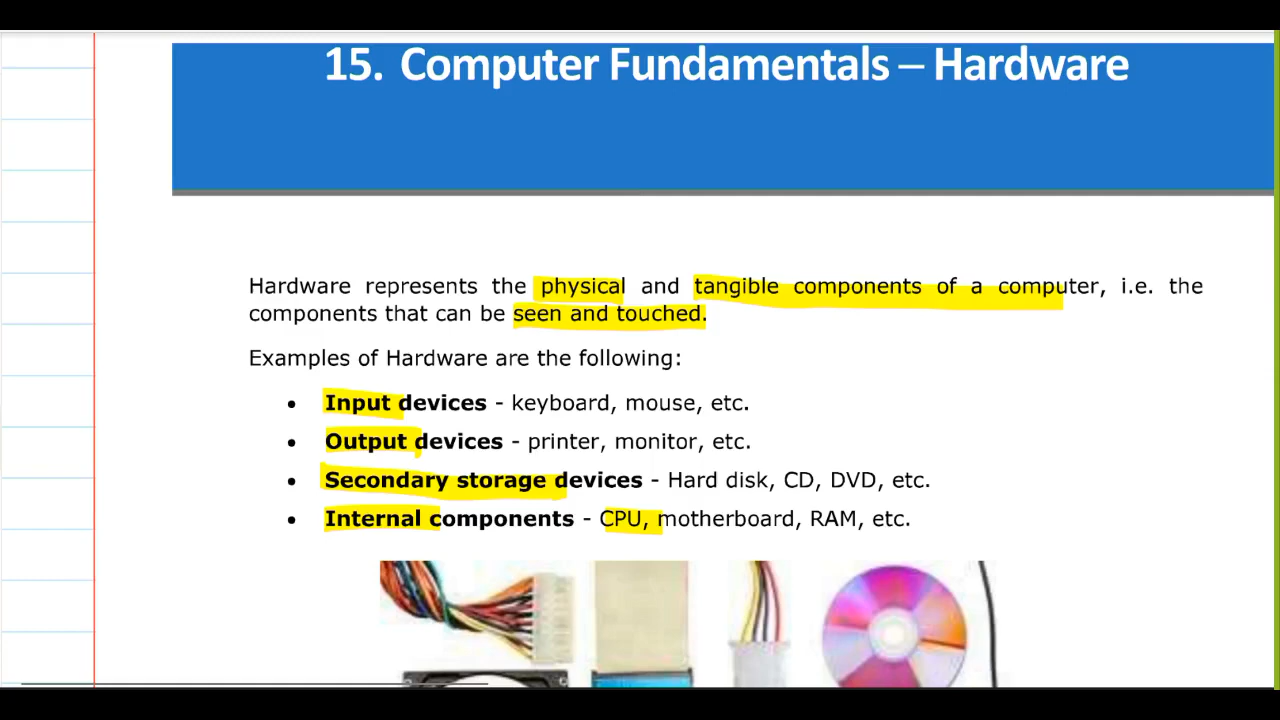 15. Computer Fundamentals – Hardware
Hardware represents the physical and tangible components of a computer, i.e. the
components that can be seen and touched.
Examples of Hardware are the following:
• Input devices - keyboard, mouse, etc.
• Output devices - printer, monitor, etc.
• Secondary storage devices - Hard disk, CD, DVD, etc.
• Internal components - CPU, motherboard, RAM, etc.